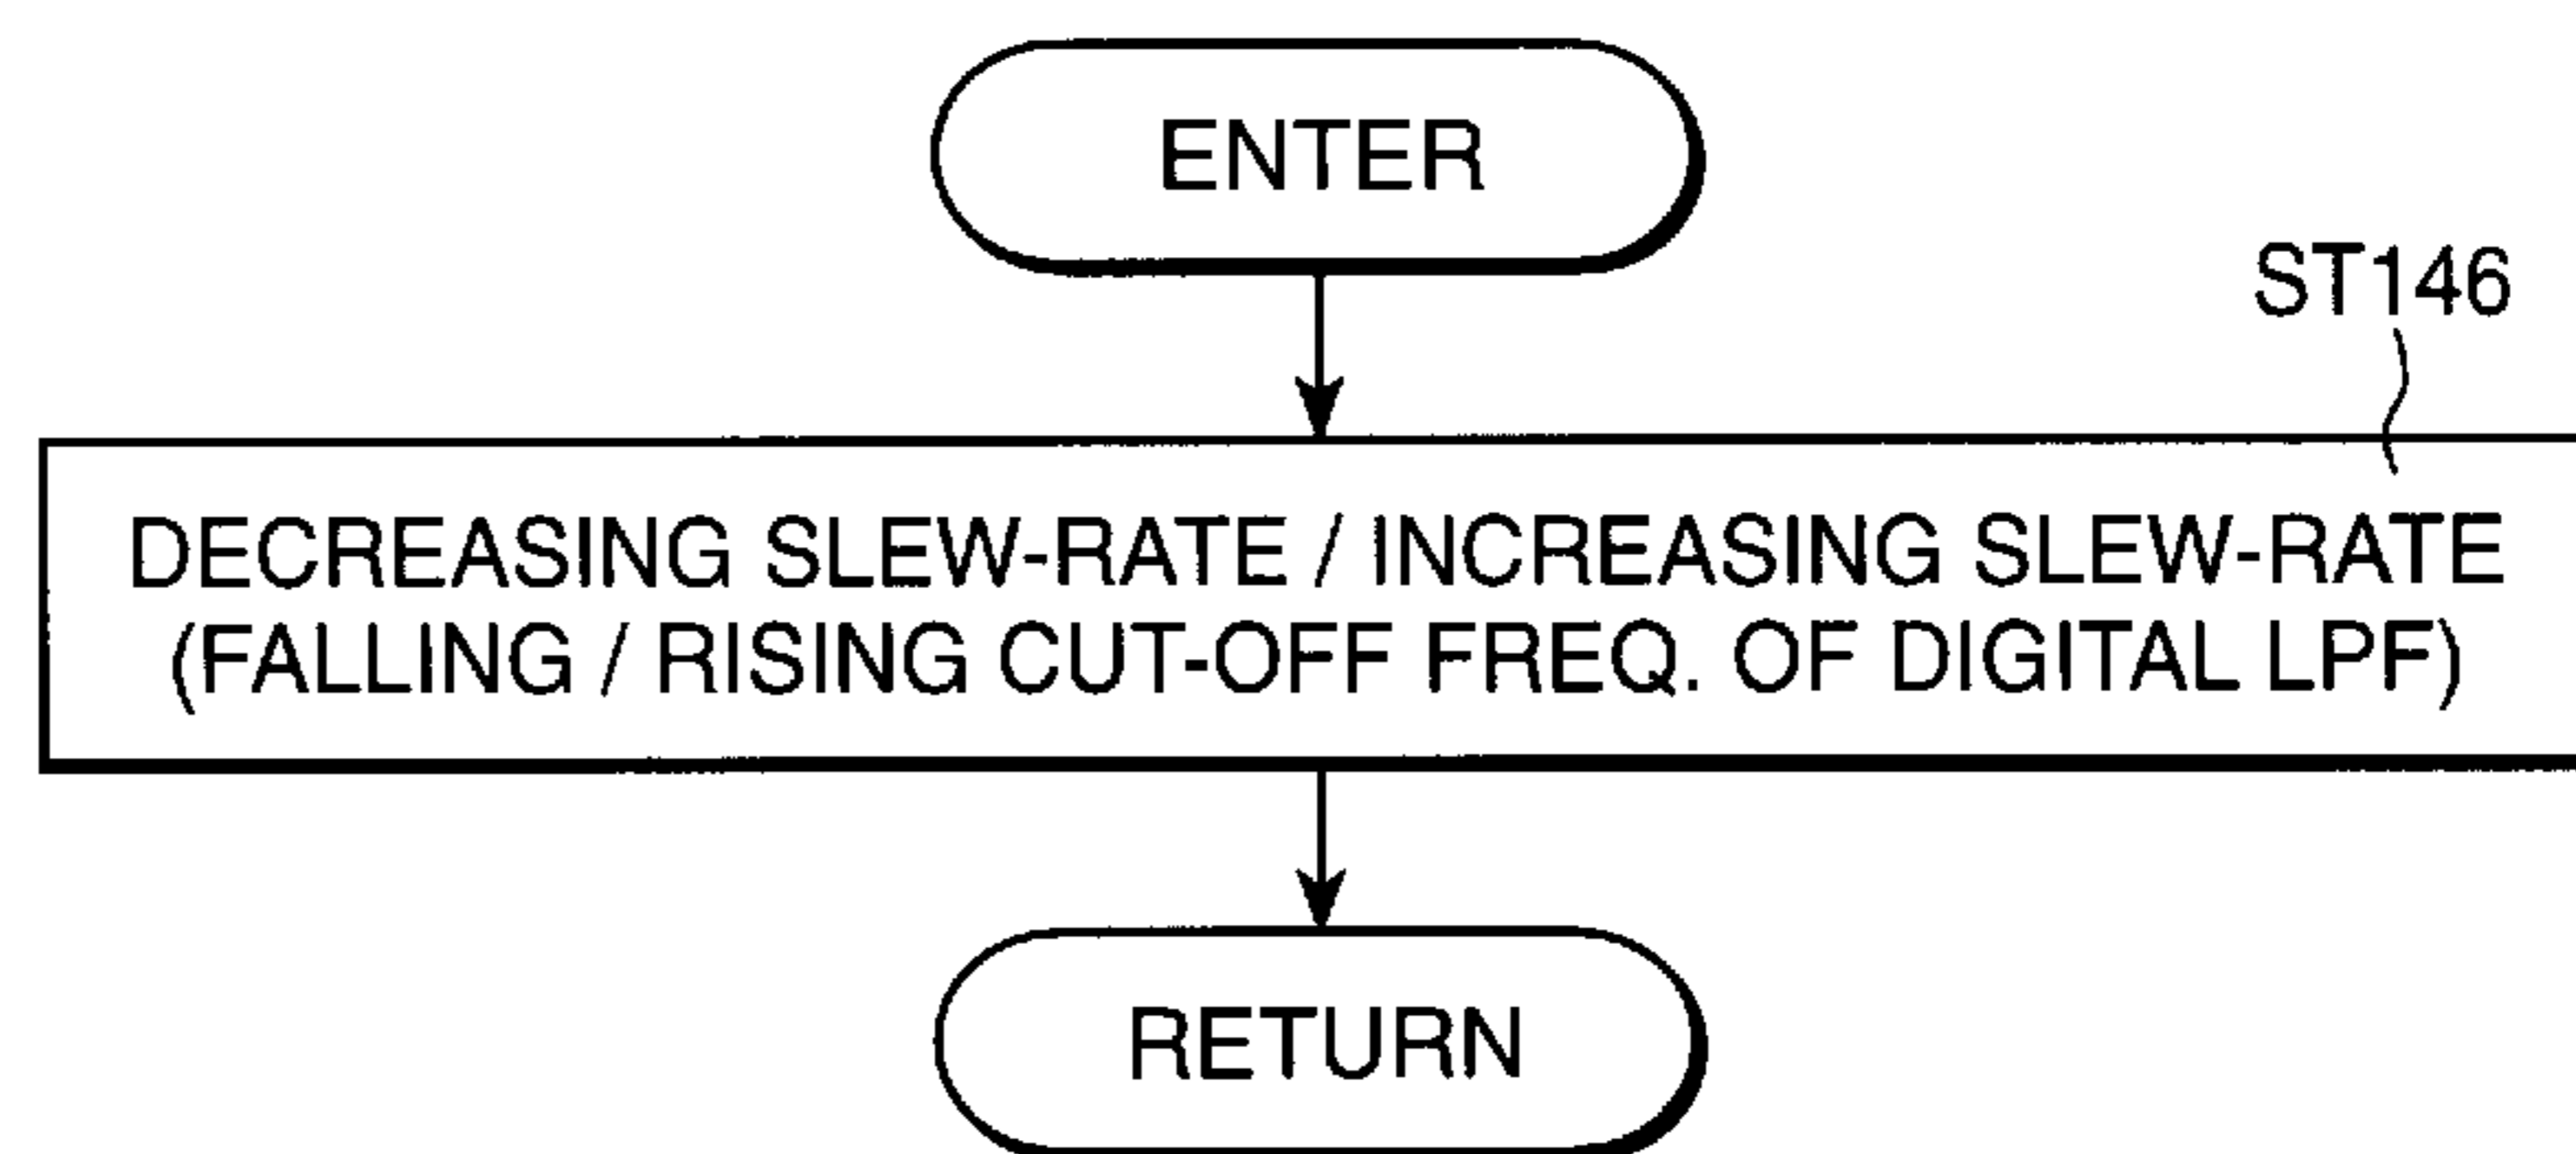 ENTER
ST146
DECREASING SLEW-RATE / INCREASING SLEW-RATE
(FALLING / RISING CUT-OFF FREQ. OF DIGITAL LPF)
RETURN